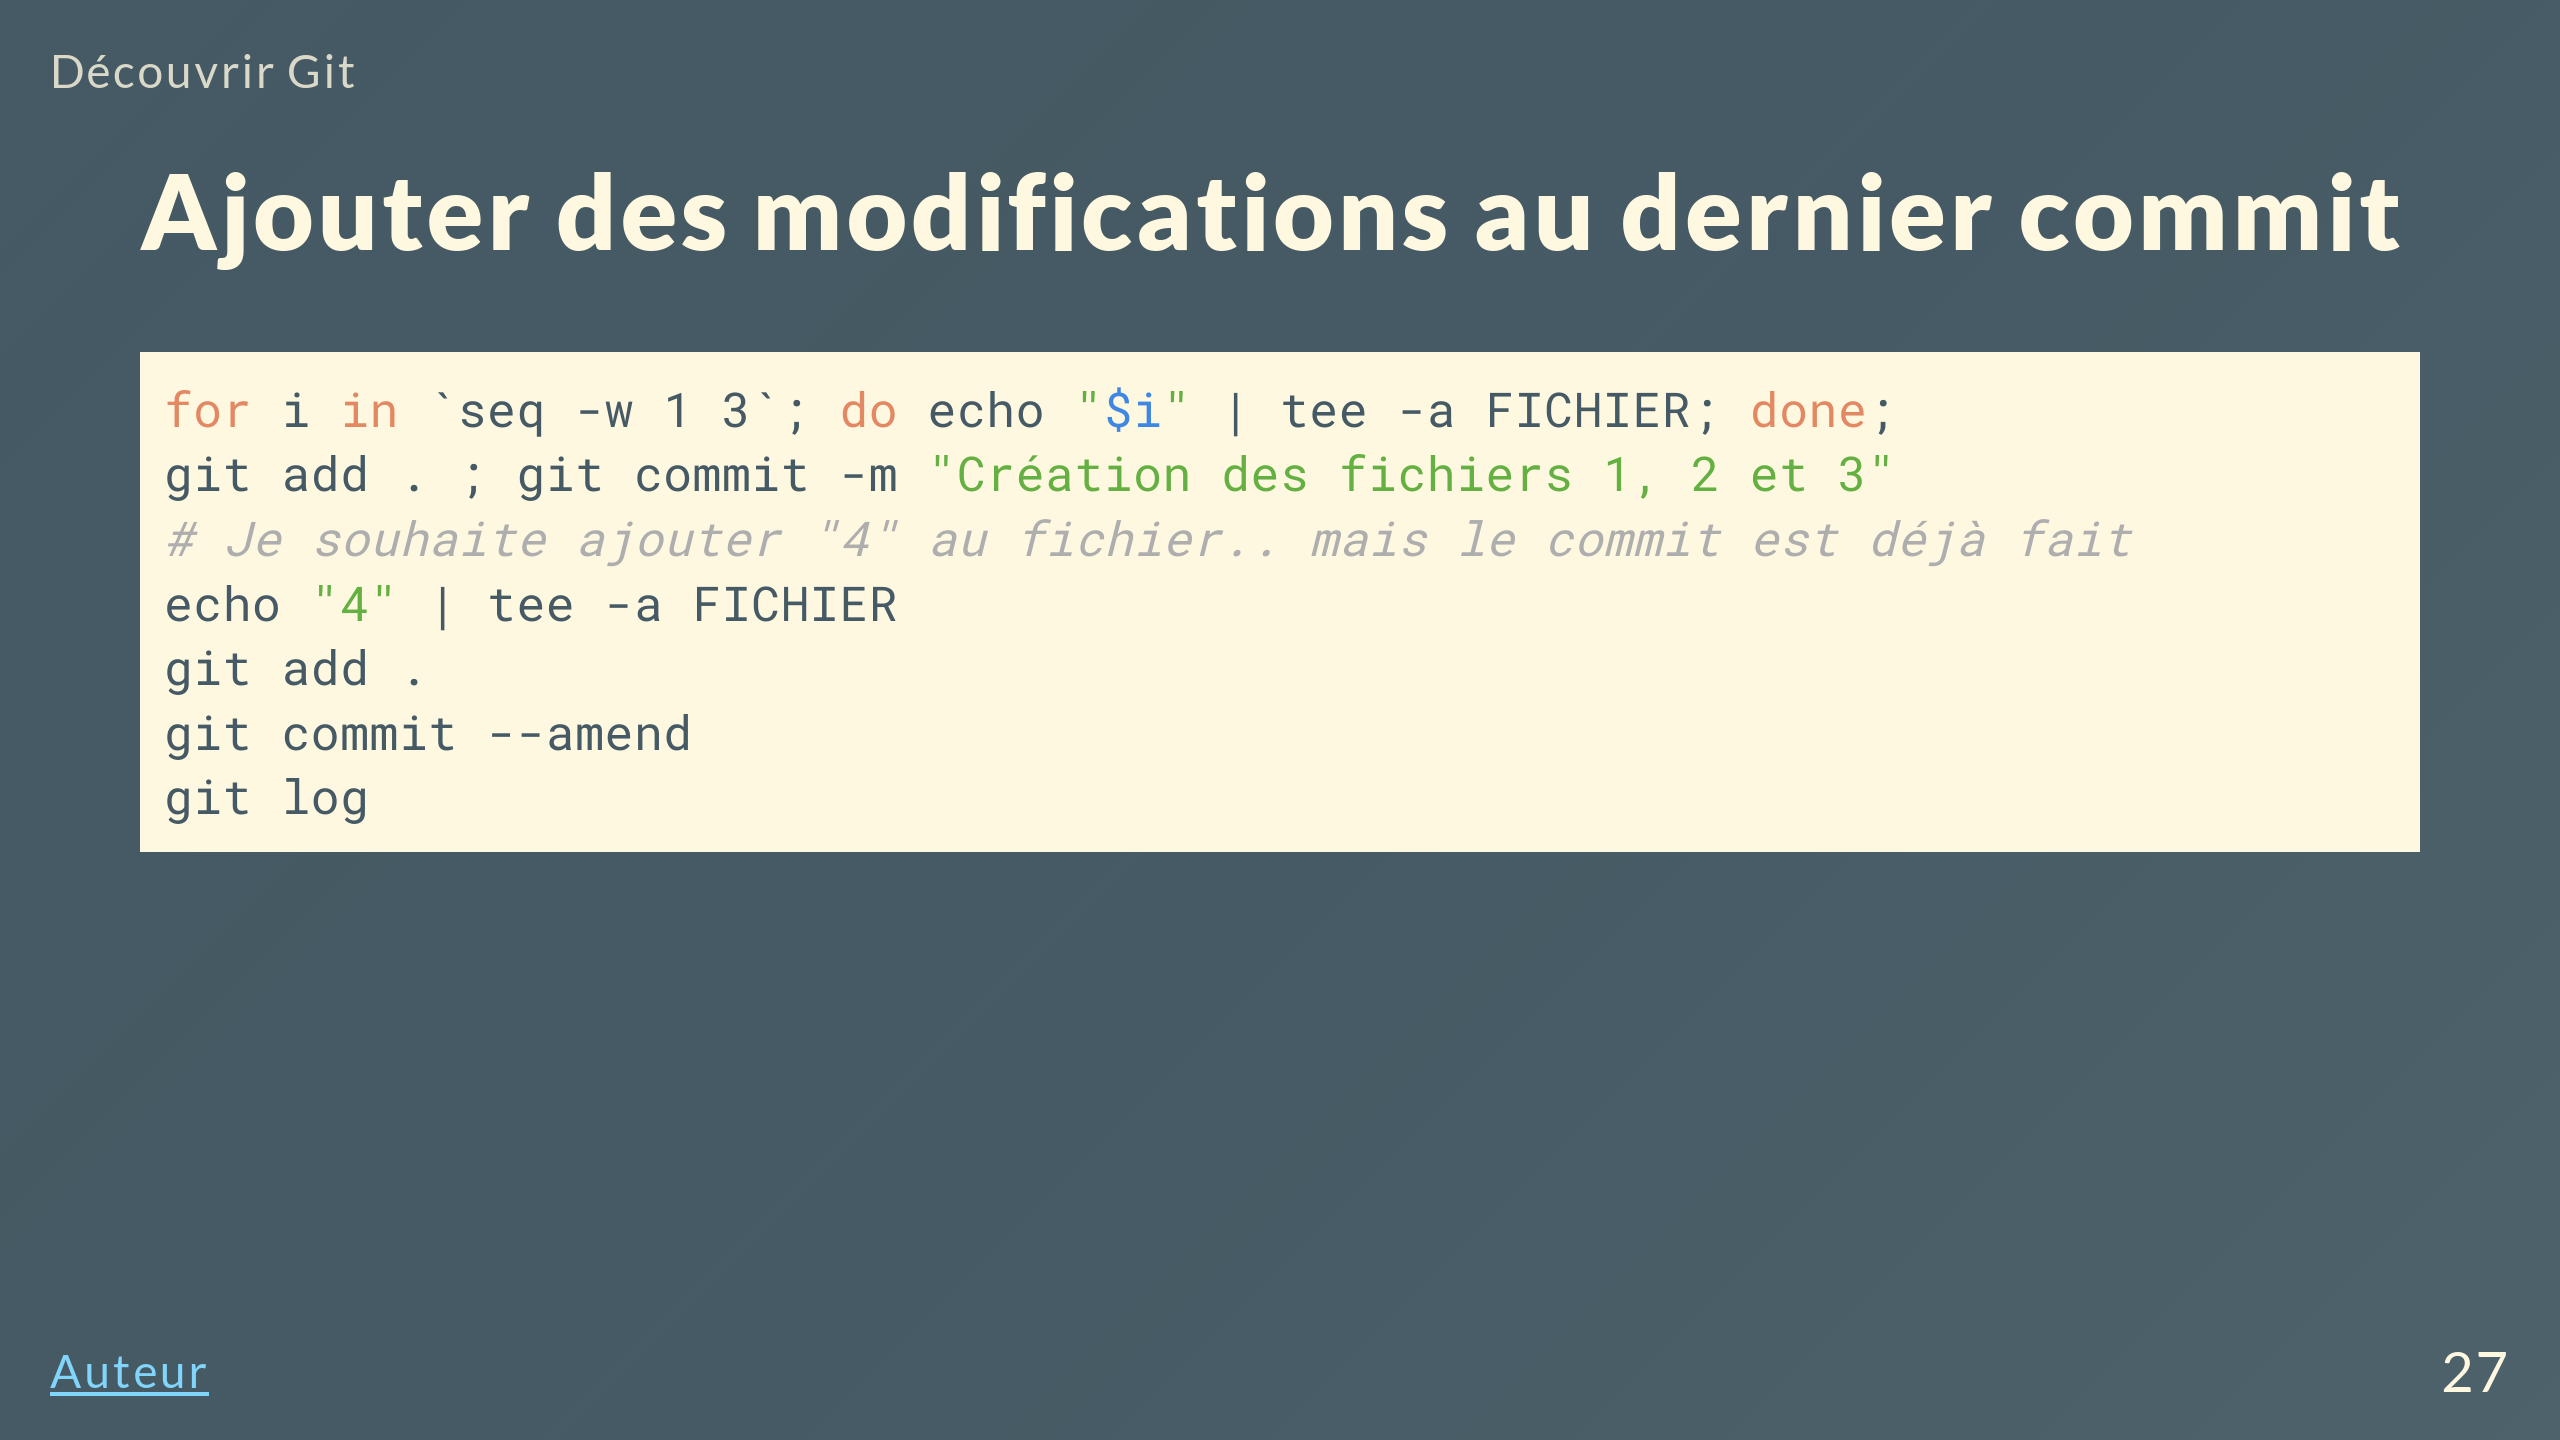 Découvrir Git
Ajouter des modifications au dernier commit
for i in `seq -w 1 3`; do echo "$i" | tee -a FICHIER; done;
git add . ; git commit -m "Création des fichiers 1, 2 et 3"
# Je souhaite ajouter "4" au fichier.. mais le commit est déjà fait
echo "4" | tee -a FICHIER
git add .
git commit --amend
git log
Auteur
27